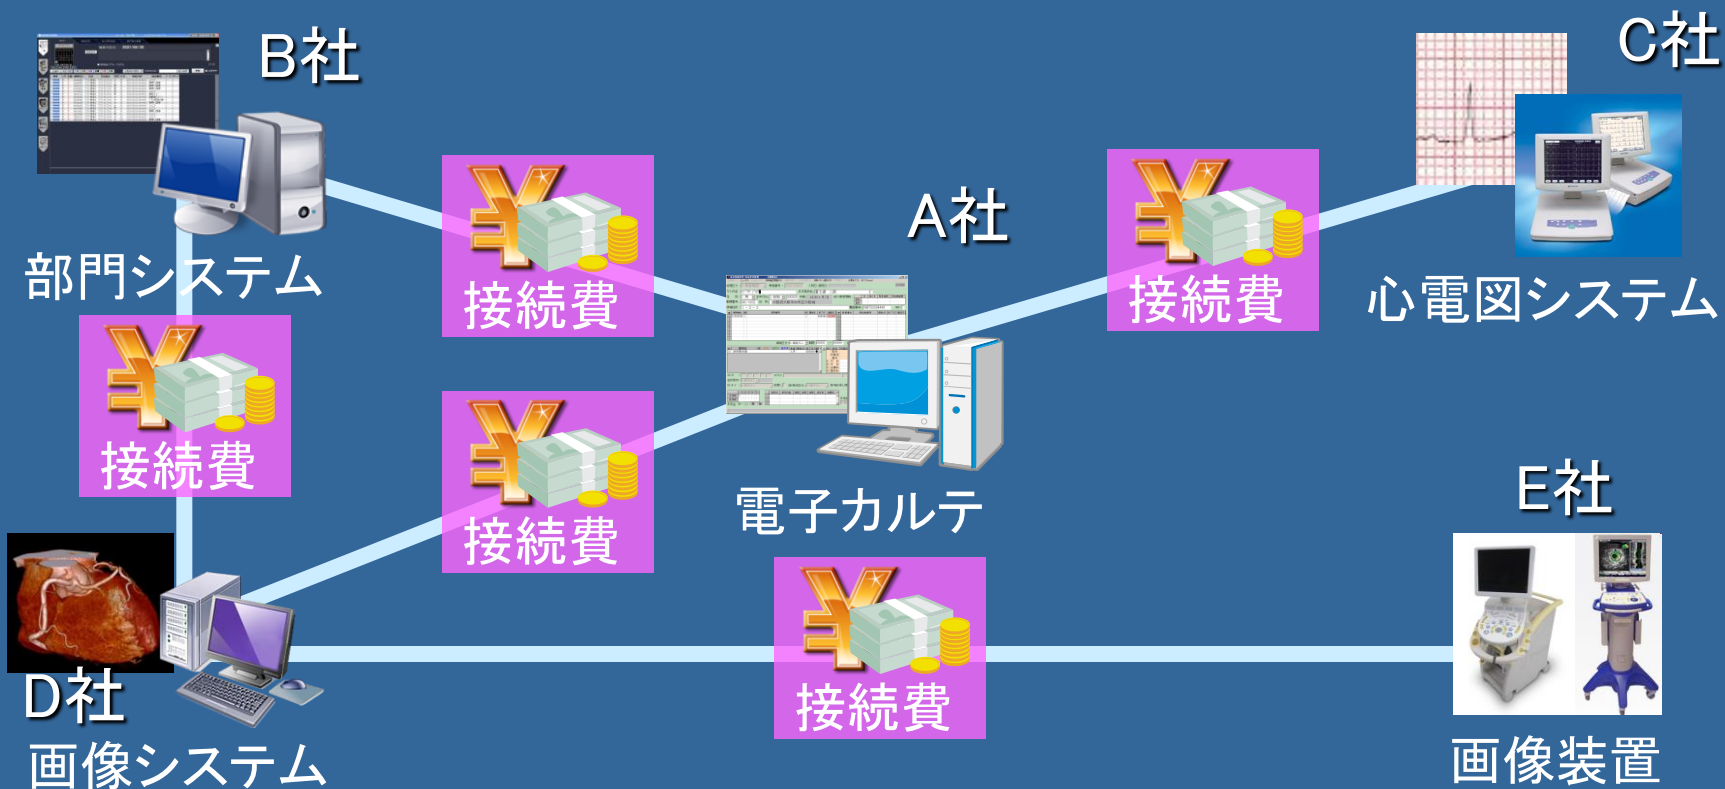 B社
C社
A社
部門システム
接続費
接続費
心電図システム
接続費
接続費
電子カルテ
E社
接続費
D社
画像システム
画像装置